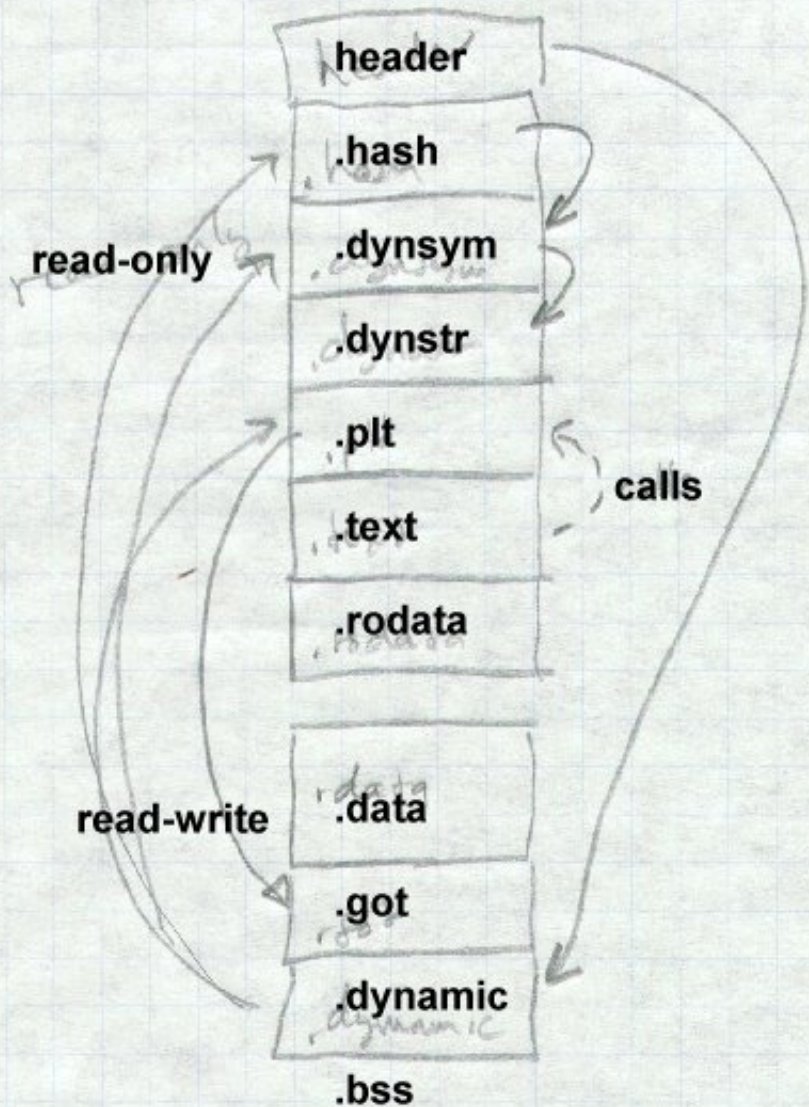 header
.hash
read-only
.dynsym
.dynstr
.plt
calls
.text
.rodata
.data
read-write
.got
.dynamic
.bss